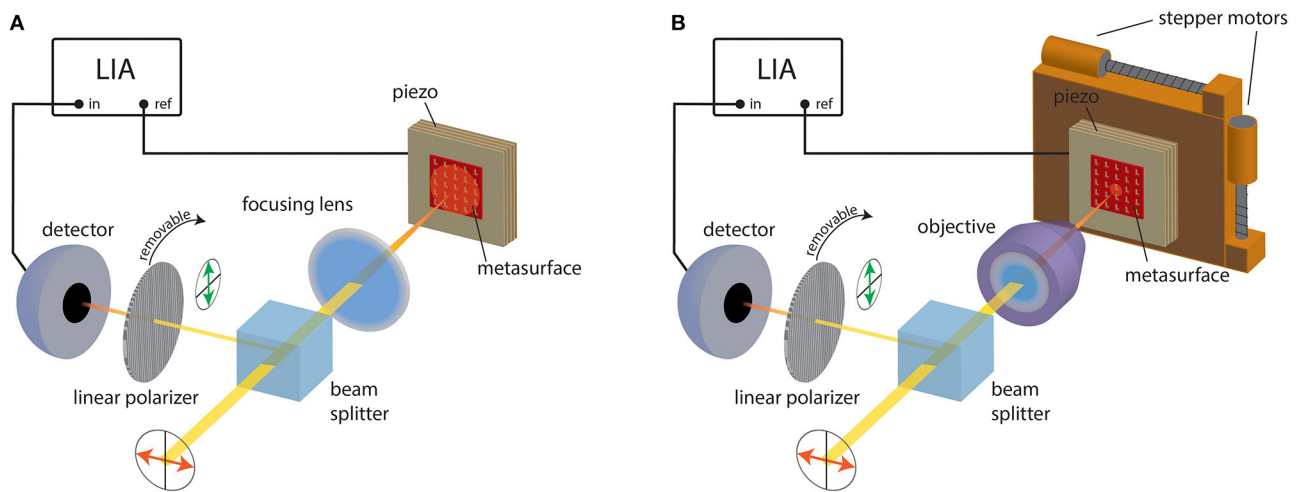 A
LIA
in
ref
piezo
focusing lens
detector
removable
metasurface
linear polarizer
beam
splitter
B
stepper motors
LIA
in
ref
piezo
objective
detector
removable
metasurface
linear polarizer
beam
splitter